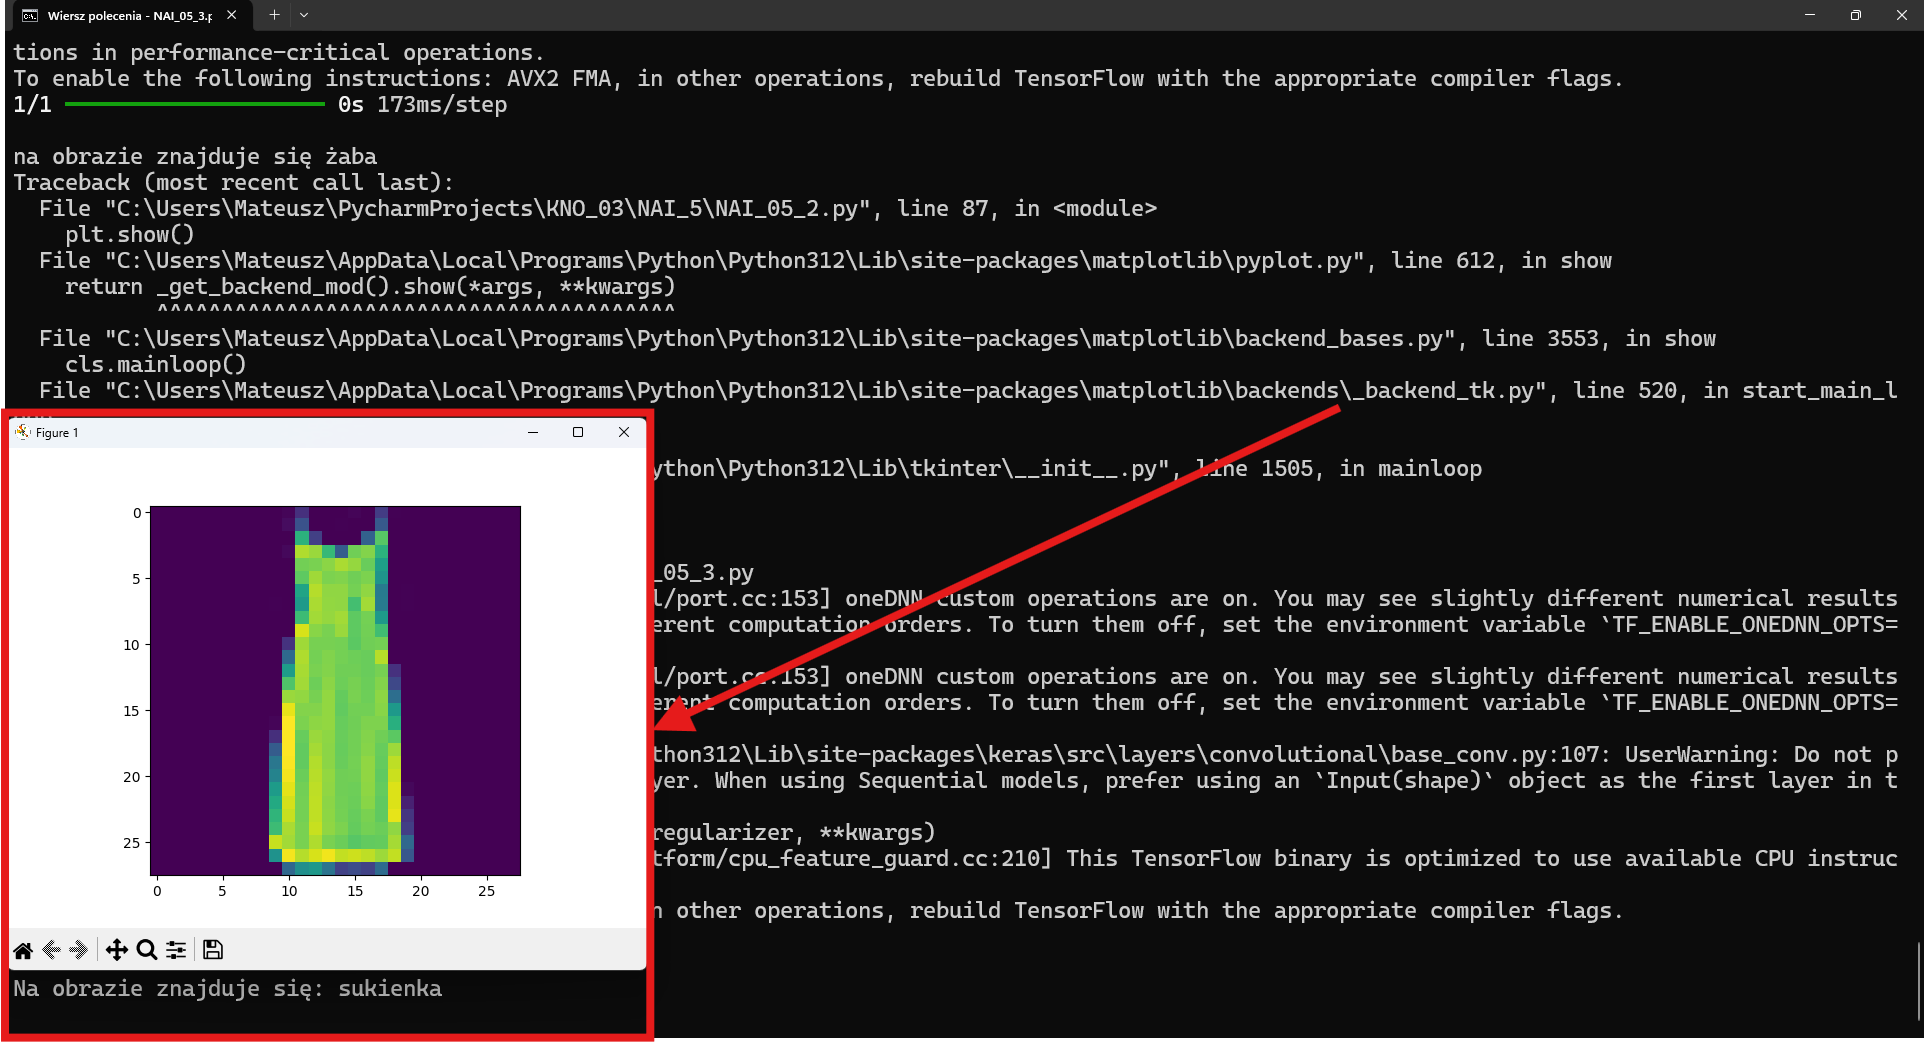 Wiersz polecenia - NAI_05_3.p
tions in performance-critical operations.
To enable the following instructions: AVX2 FMA, in other operations, rebuild TensorFlow with the appropriate compiler flags.
1/1 0s 173ms/step
na obrazie znajduje się żaba
Traceback (most recent call last):
File "C:\Users\Mateusz\PycharmProjects\KNO_03\NAI_5\NAI_05_2.py", line 87, in <module>
plt.show()
File "C:\Users\Mateusz\AppData\Local\Programs\Python\Python312\Lib\site-packages\matplotlib\pyplot.py", line 612, in show
return _get_backend_mod().show(*args, **kwargs)
^^^^^^^^^^^^^^^^^^^^^^^^^^^^^^^^^^^^^^^^
File "C:\Users\Mateusz\AppData\Local\Programs\Python\Python312\Lib\site-packages\matplotlib\backend_bases.py", line 3553, in show
cls.mainloop()
File "C:\Users\Mateusz\AppData\Local\Programs\Python\Python312\Lib\site-packages\matplotlib\backends\_backend_tk.py", line 520, in start_main_l
Figure 1
ython\Python312\Lib\tkinter\__init__.py", line 1505, in mainloop
_05_3.py
l/port.cc:153] oneDNN custom operations are on. You may see slightly different numerical results
erent computation orders. To turn them off, set the environment variable `TF_ENABLE_ONEDNN_OPTS=
l/port.cc:153] oneDNN custom operations are on. You may see slightly different numerical results
erent computation orders. To turn them off, set the environment variable `TF_ENABLE_ONEDNN_OPTS=
thon312\Lib\site-packages\keras\src\layers\convolutional\base_conv.py:107: UserWarning: Do not p
yer. When using Sequential models, prefer using an `Input(shape)` object as the first layer in t
regularizer, **kwargs)
tform/cpu_feature_guard.cc:210] This TensorFlow binary is optimized to use available CPU instruc
n other operations, rebuild TensorFlow with the appropriate compiler flags.
0
5
10
15
20
25
0 5 10 15 20 25
Na obrazie znajduje się: sukienka